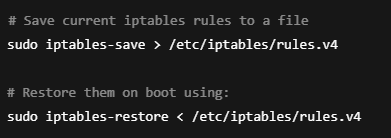 # Save current iptables rules to a file
sudo iptables-save > /etc/iptables/rules.v4
# Restore them on boot using:
sudo iptables-restore < /etc/iptables/rules.v4